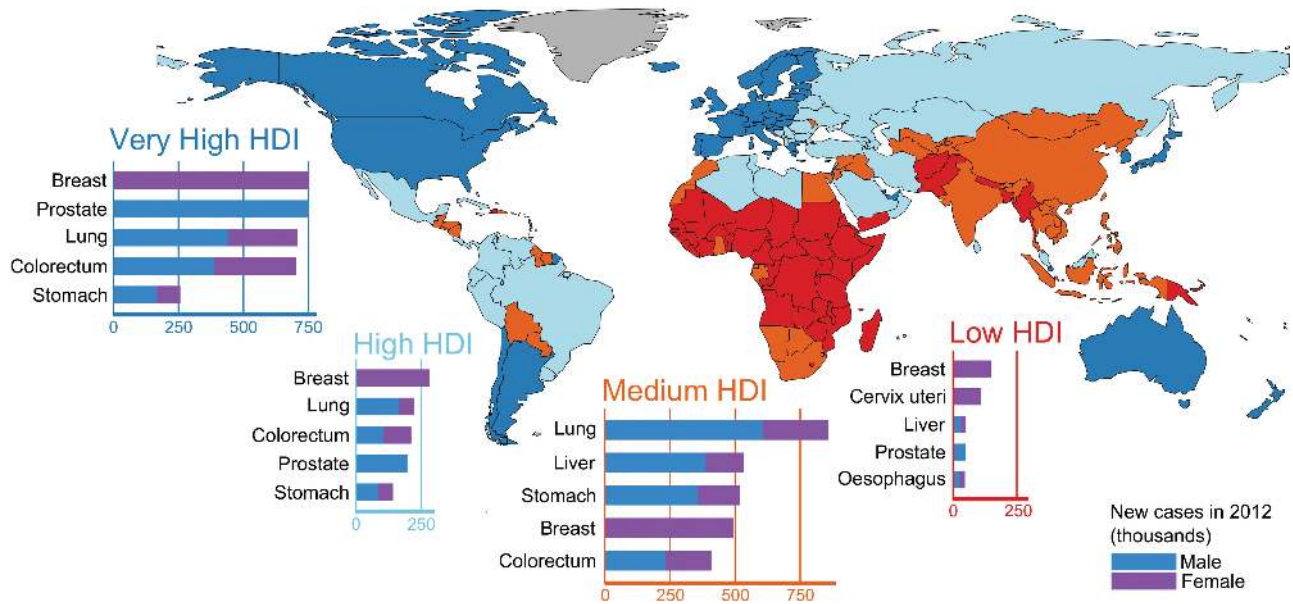 Very High HDI
Breast
Prostate
Lung
Colorectum
Stomach
0 250 500 750
High HDI
Breast
Lung
Colorectum
Prostate
Stomach
0 250
Medium HDI
Lung
Liver
Stomach
Breast
Colorectum
0 250 500 750
Low HDI
Breast
Cervix uteri
Liver
Prostate
Oesophagus
0 250
New cases in 2012
(thousands)
Male
Female